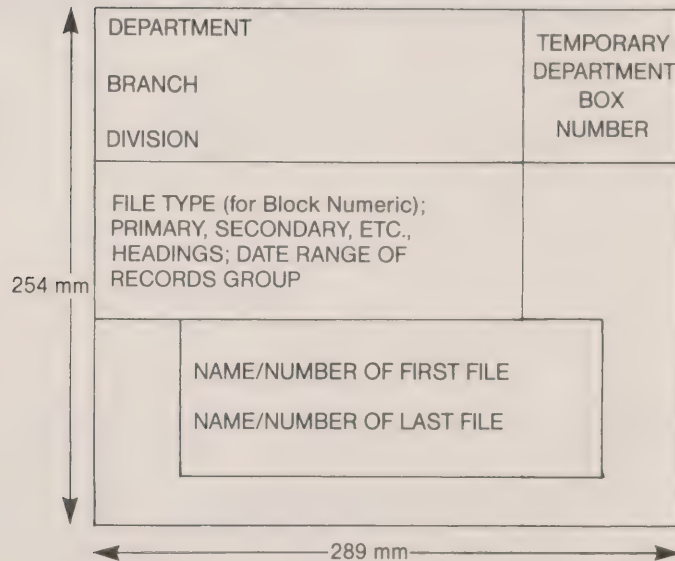 DEPARTMENT
BRANCH
DIVISION
TEMPORARY
DEPARTMENT
BOX
NUMBER
FILE TYPE (for Block Numeric);
PRIMARY, SECONDARY, ETC.,
HEADINGS; DATE RANGE OF
RECORDS GROUP
254 mm
NAME/NUMBER OF FIRST FILE
NAME/NUMBER OF LAST FILE
289 mm